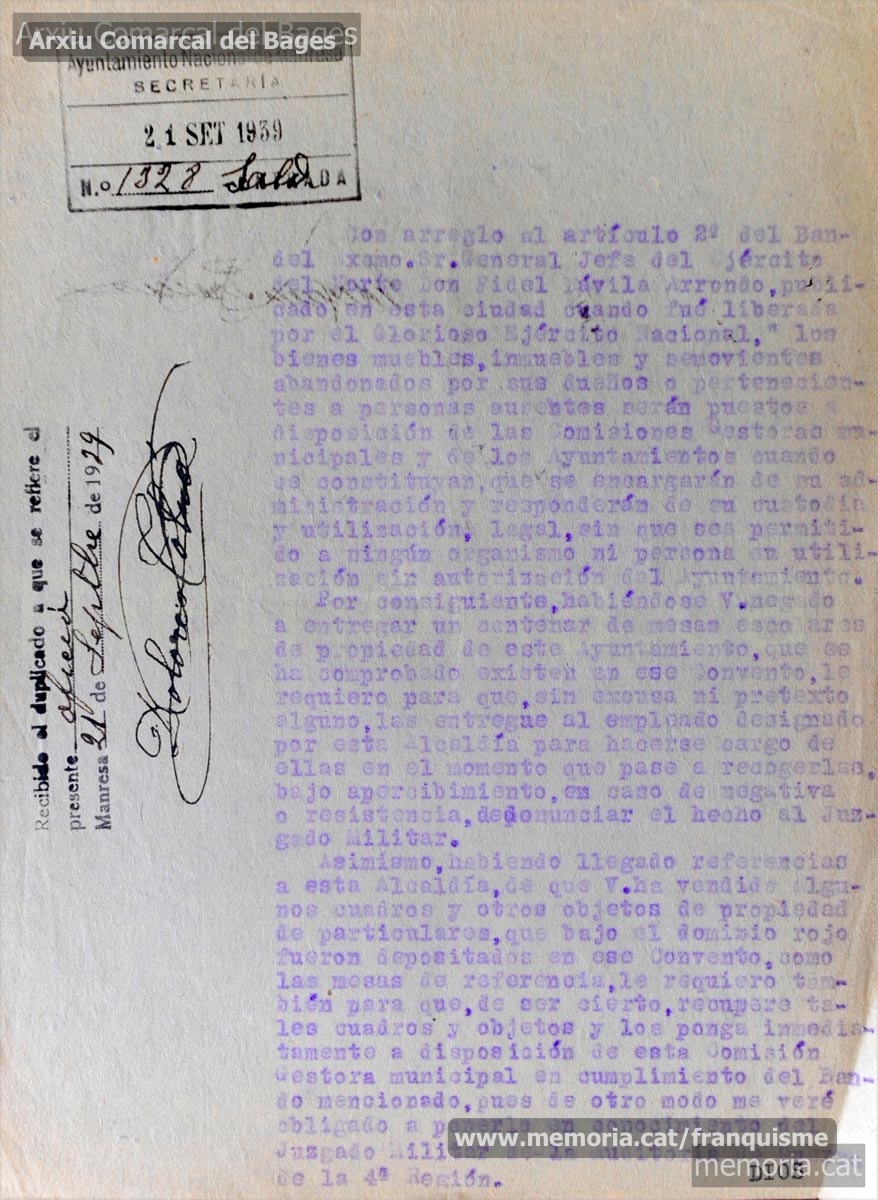 Arxiu Comarcal del Bages
Arxiu Comarcal del Bages
Ayuntamiento Nacional de Manresa
SECRETARÍA
21 SET 1939
N.º 1328 Salid ADA
Con arreglo al artículo 2º del Ban-
del Excmo.Sr.General Jefe del Ejército
del Norte Don Fidel Dávila Arrondo,publi-
cado en esta ciudad cuando fué liberada
por el Glorioso Ejército Nacional," los
bienes muebles,inmuebles y semovientes
abandonados por sus dueños o pertenecien-
tes a personas ausentes serán puestos a
disposición de las Comisiones Gestoras mu-
nicipales y de los Ayuntamientos cuando
se constituyan,que se encargarán de su ad-
ministración y responderán de su custodia
y utilización, legal,sin que sea permiti-
do a ningún organismo ni persona su utili-
zación sin autorización del Ayuntamiento.
Por consiguiente,habiéndose V.negado
a entregar un centenar de mesas escolares
de propiedad de este Ayuntamiento,que se
ha comprobado existen en ese Convento,le
requiero para que,sin excusa ni pretexto
alguno,las entregue al empleado designado
por esta Alcaldía para hacerse cargo de
ellas en el momento que pase a recogerlas,
bajo apercibimiento,en caso de negativa
o resistencia,de denunciar el hecho al Juz-
gado Militar.
Asimismo,habiendo llegado referencias
a esta Alcaldía,de que V.ha vendido algu-
nos cuadros y otros objetos de propiedad
de particulares,que bajo el dominio rojo
fueron depositados en ese Convento,como
las mesas de referencia,le requiero tam-
bién para que,de ser cierto,recupere ta-
les cuadros y objetos y los ponga inmedia-
tamente a disposición de esta Comisión
Gestora municipal en cumplimiento del Ban-
do mencionado,pues de otro modo me veré
obligado a ponerlo en conocimiento del
Juzgado Militar la Auditoría
de la 4ª Región.
Recibido el duplicado a que se refiere el
presente oficio
Manresa 21 de Septbre de 1939
Dolores
www.memoria.cat/franquisme
memoria.cat
D103